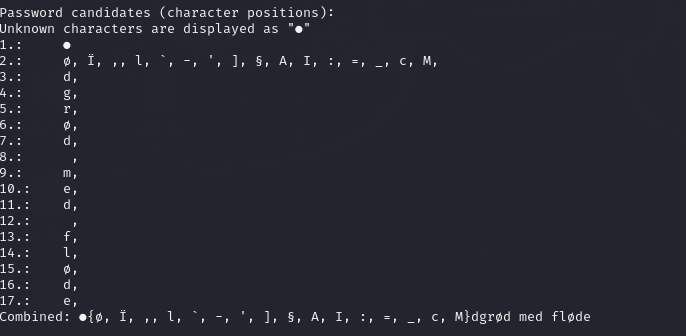 Password candidates (character positions):
Unknown characters are displayed as "●"
1.: ●
2.: ø, Ï, ,, l, `, -, ', ], §, A, I, :, =, _, c, M,
3.: d,
4.: g,
5.: r,
6.: ø,
7.: d,
8.:  ,
9.: m,
10.: e,
11.: d,
12.:  ,
13.: f,
14.: l,
15.: ø,
16.: d,
17.: e,
Combined: ●{ø, Ï, ,, l, `, -, ', ], §, A, I, :, =, _, c, M}dgrød med fløde